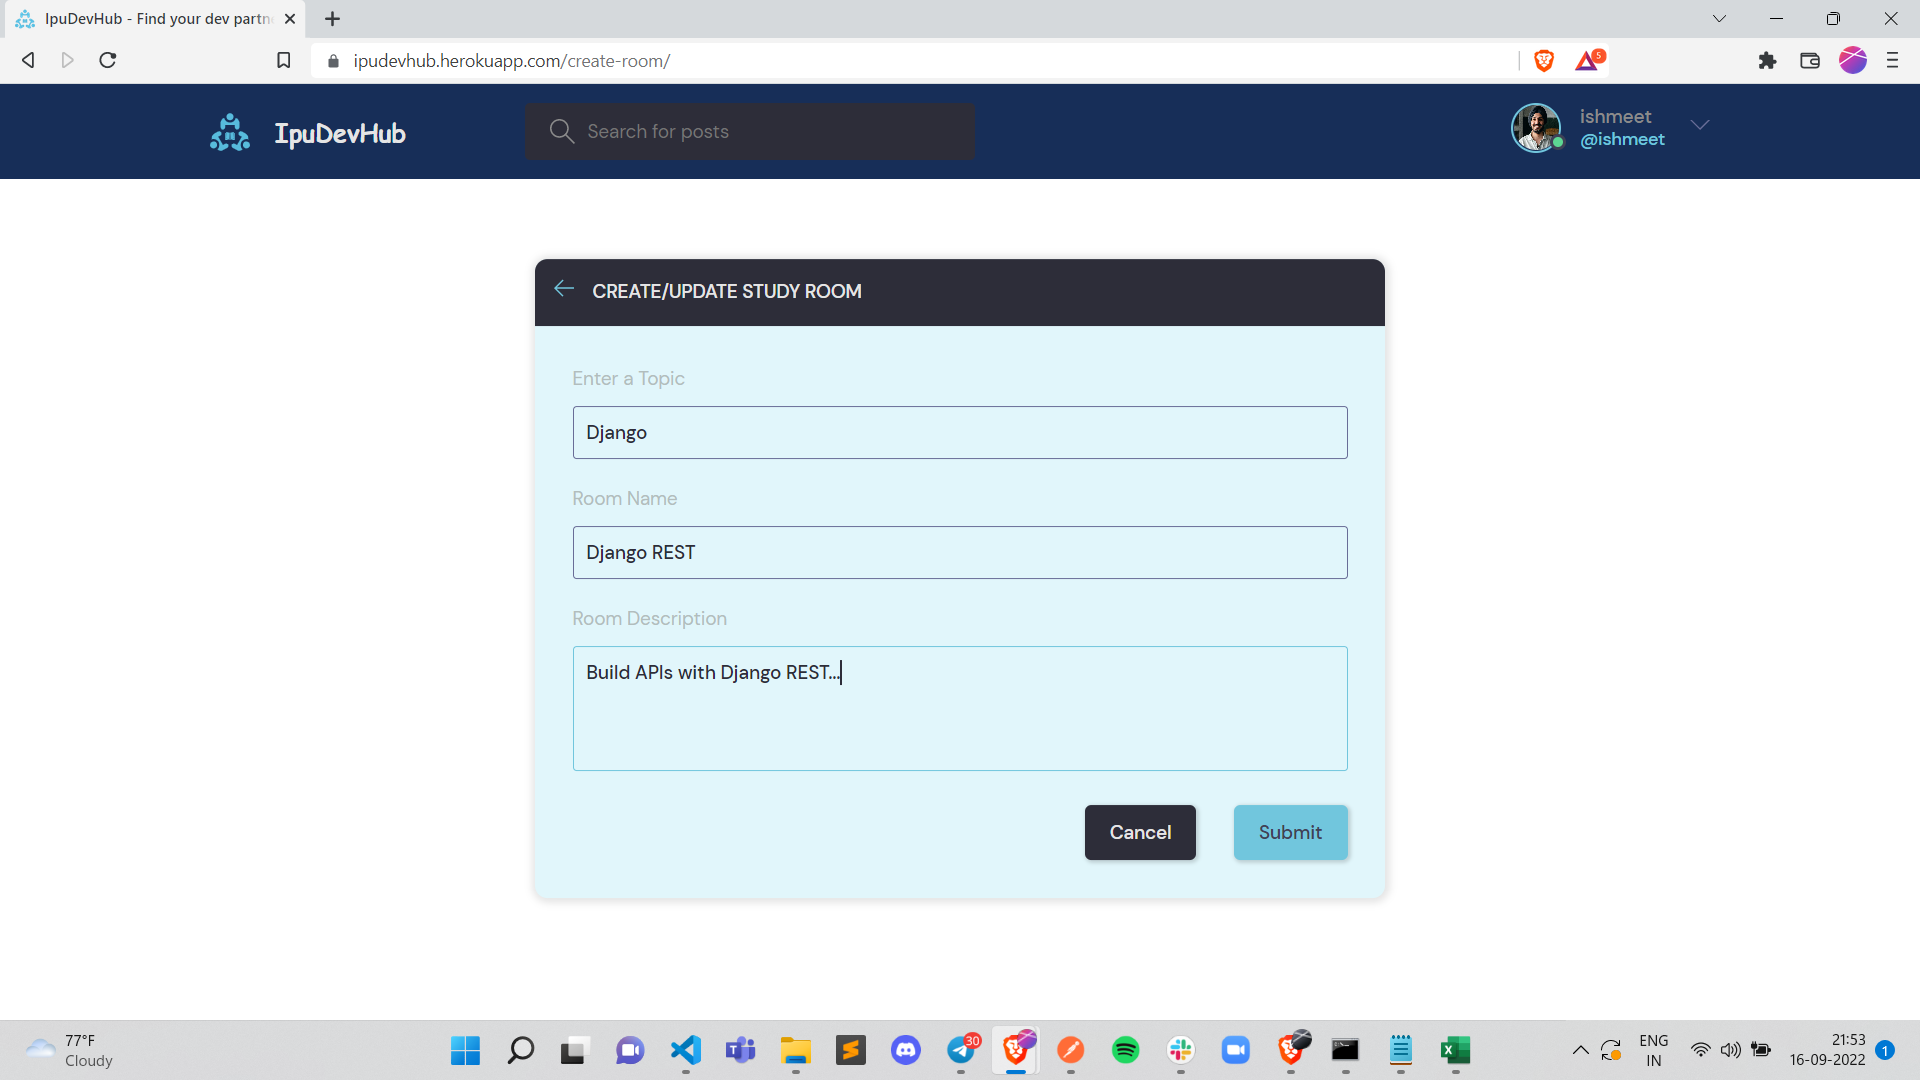 IpuDevHub - Find your dev partn
ipudevhub.herokuapp.com/create-room/
5
IpuDevHub
Search for posts
ishmeet
@ishmeet
CREATE/UPDATE STUDY ROOM
Enter a Topic
Django
Room Name
Django REST
Room Description
Build APIs with Django REST...
Cancel
Submit
77°F
Cloudy
30
ENG
IN
21:53
16-09-2022
1